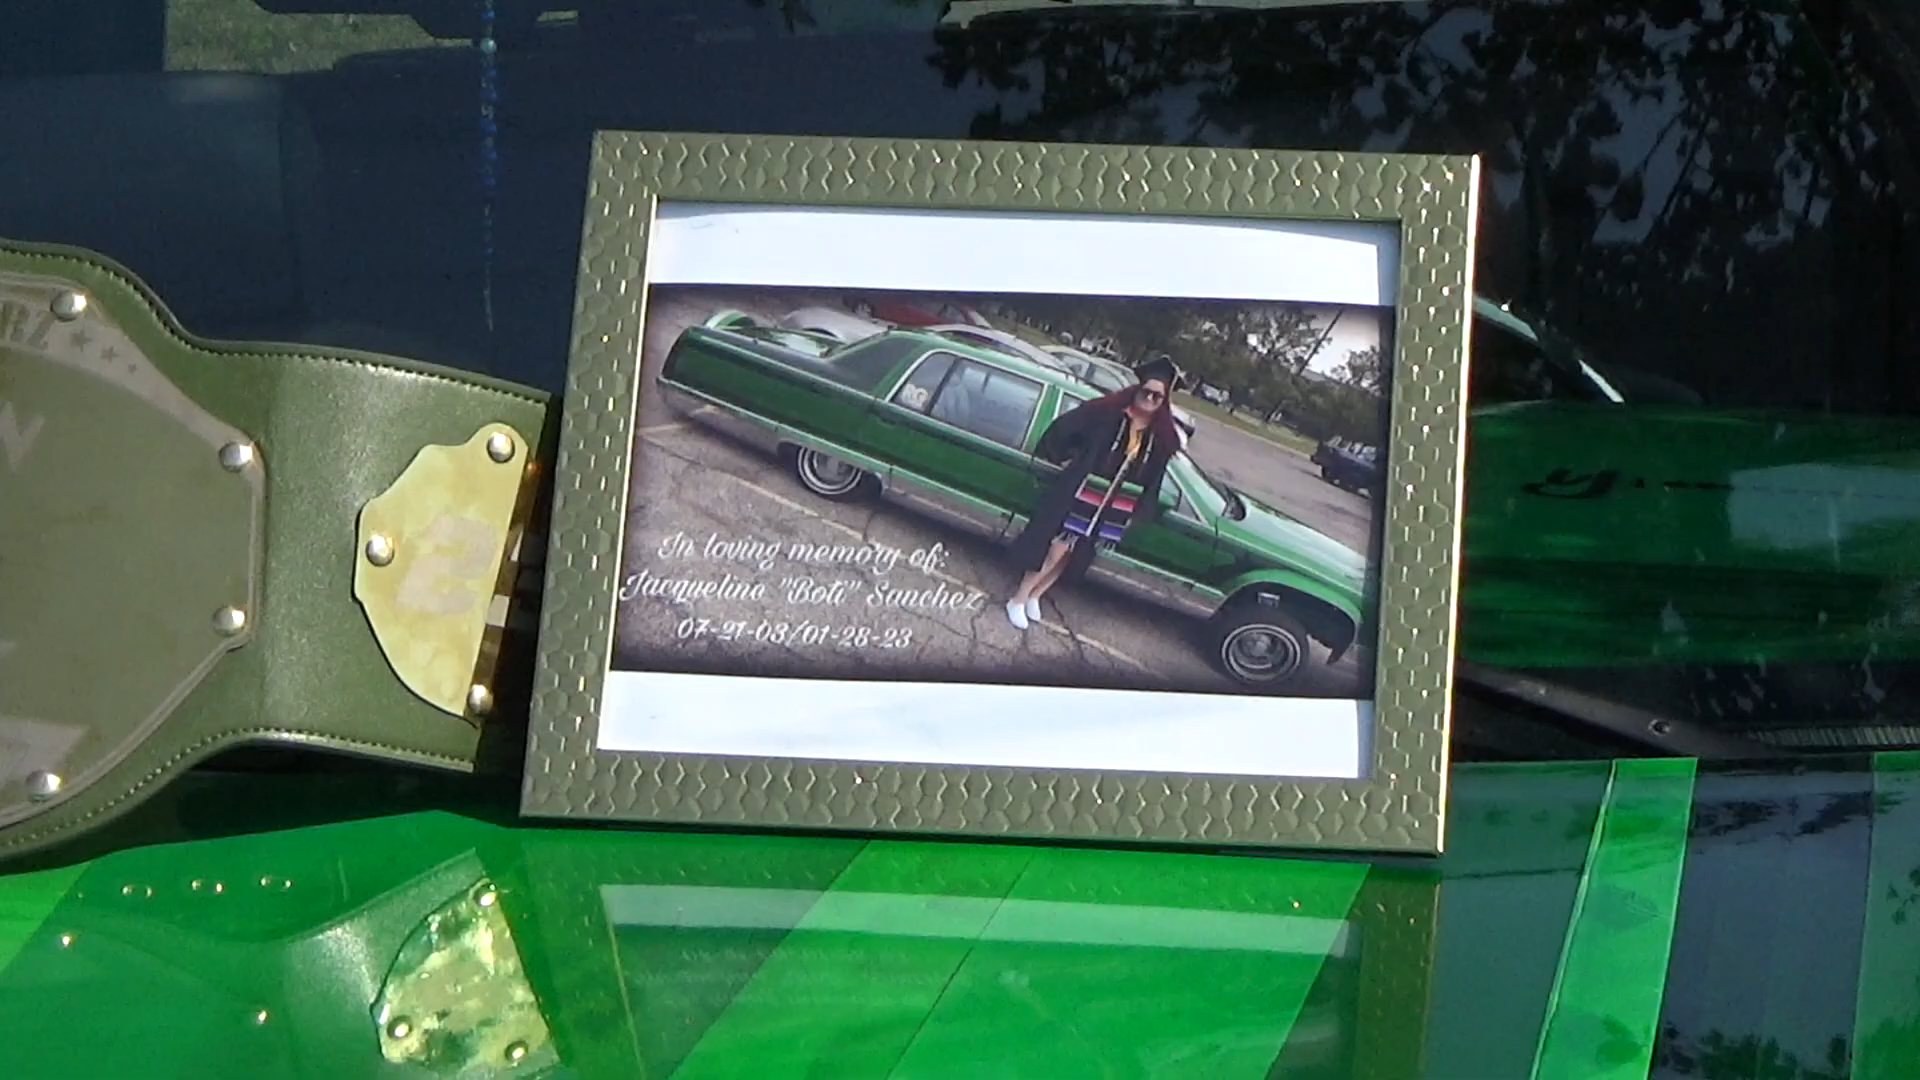 In loving memory of:
Jacqueline "Boti" Sanchez
07-21-03/01-28-23